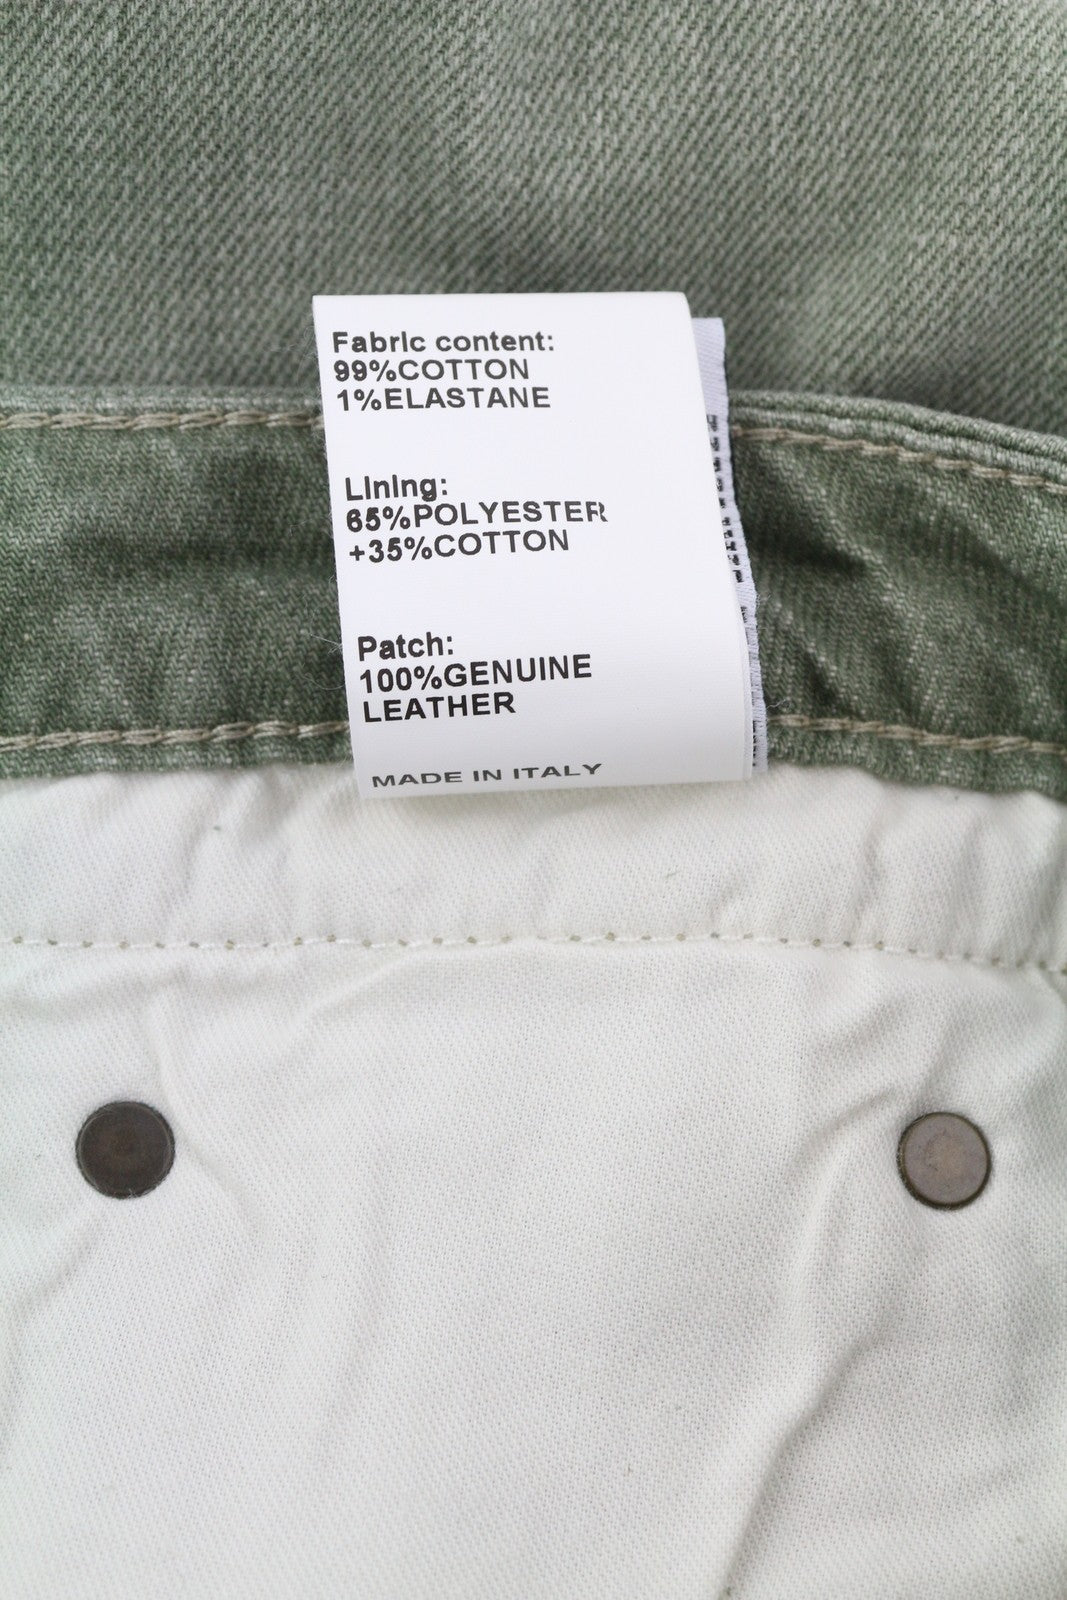 Fabric content:
99%COTTON
1%ELASTANE
Lining:
65%POLYESTER
+35%COTTON
Patch:
100%GENUINE
LEATHER
MADE IN ITALY